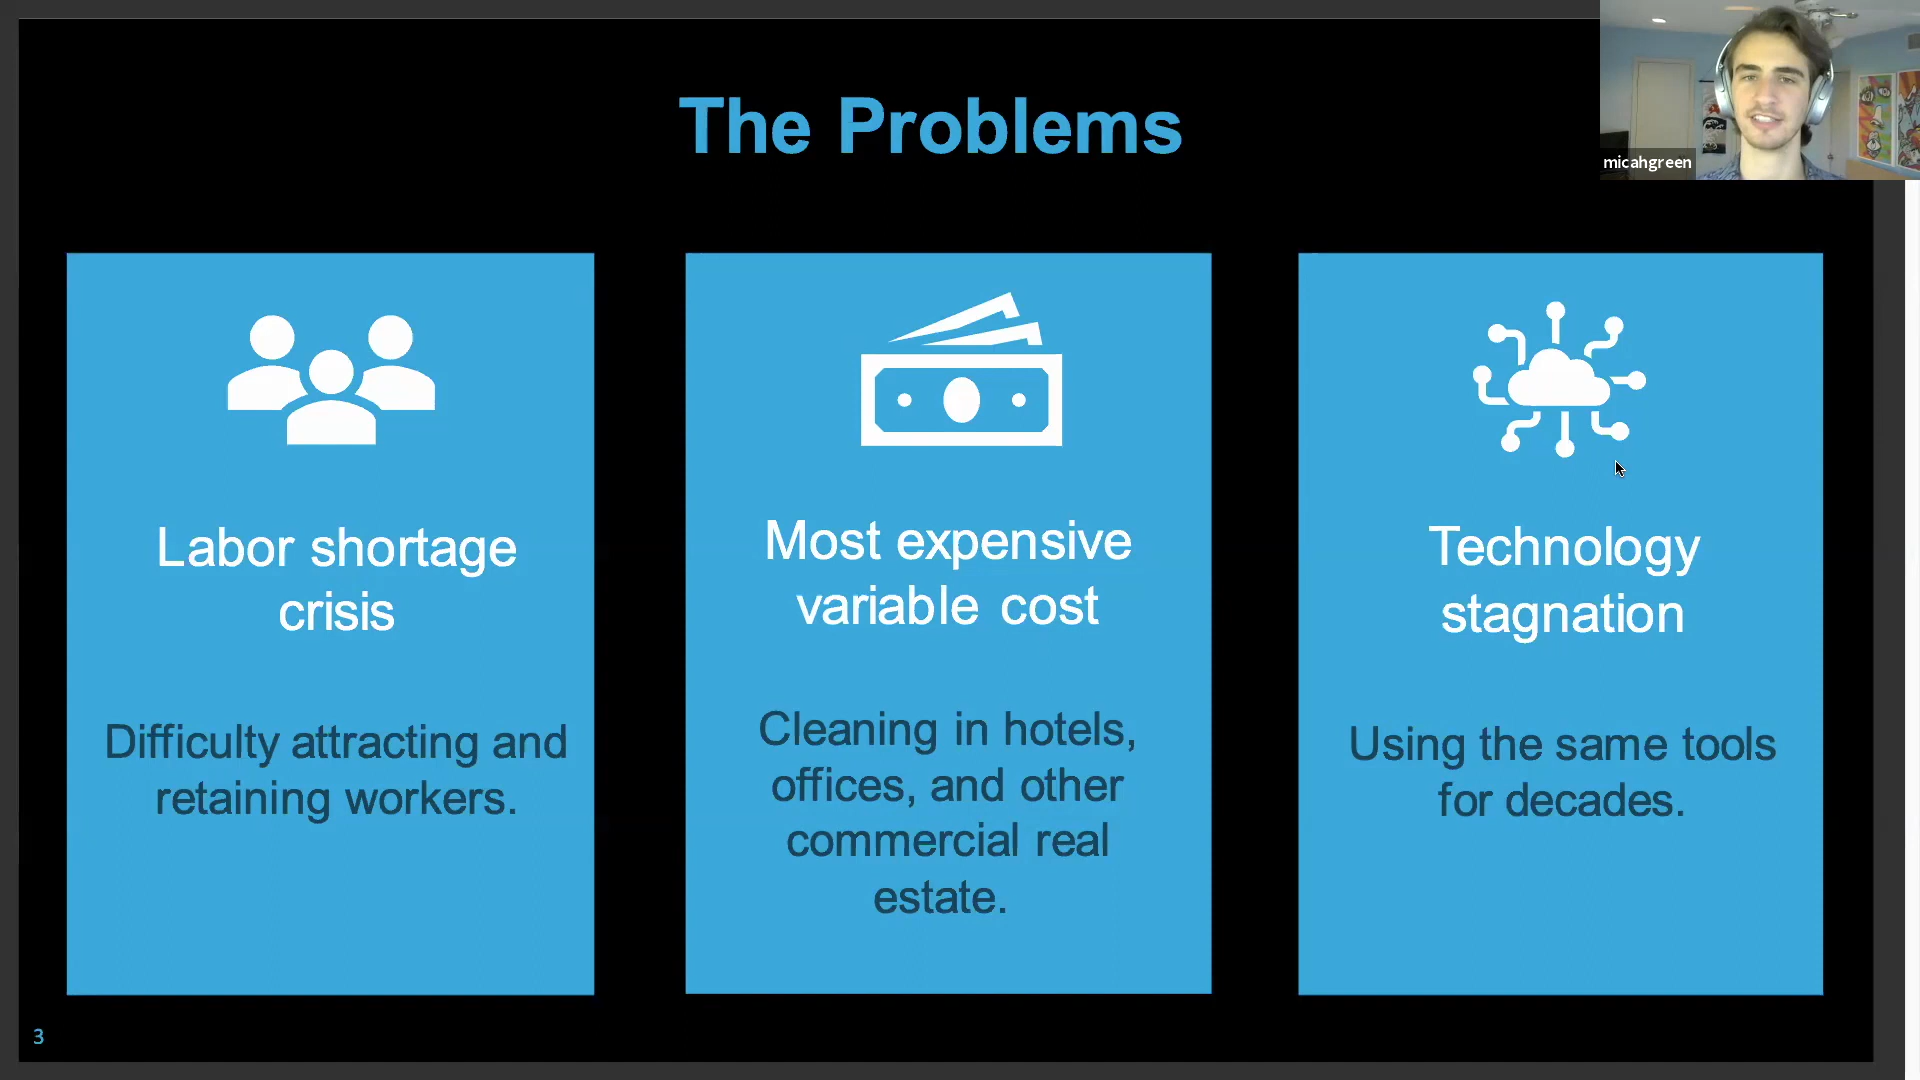 The Problems
micahgreen
Labor shortage
crisis
Difficulty attracting and
retaining workers.
Most expensive
variable cost
Cleaning in hotels,
offices, and other
commercial real
estate.
Technology
stagnation
Using the same tools
for decades.
3